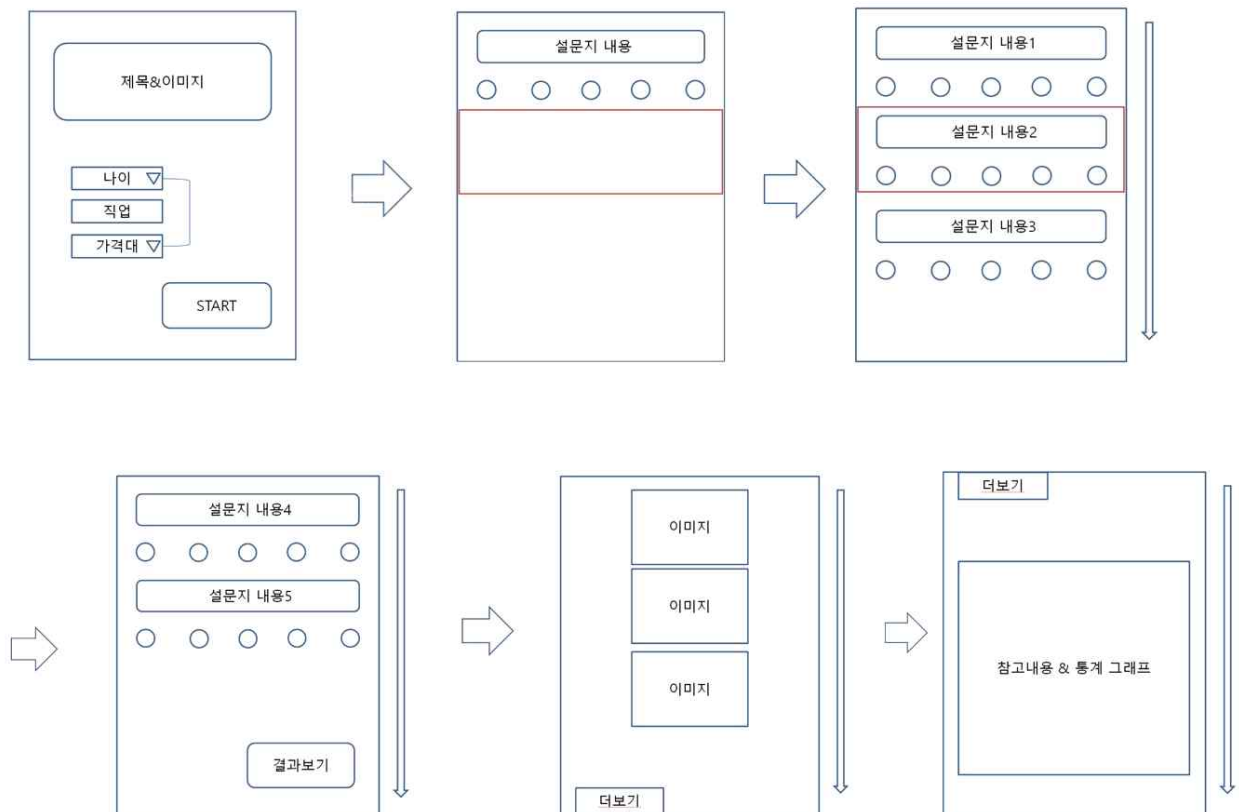 제목&이미지
나이
직업
가격대
START
설문지 내용
설문지 내용1
설문지 내용2
설문지 내용3
설문지 내용4
설문지 내용5
결과보기
이미지
이미지
이미지
더보기
더보기
참고내용 & 통계 그래프